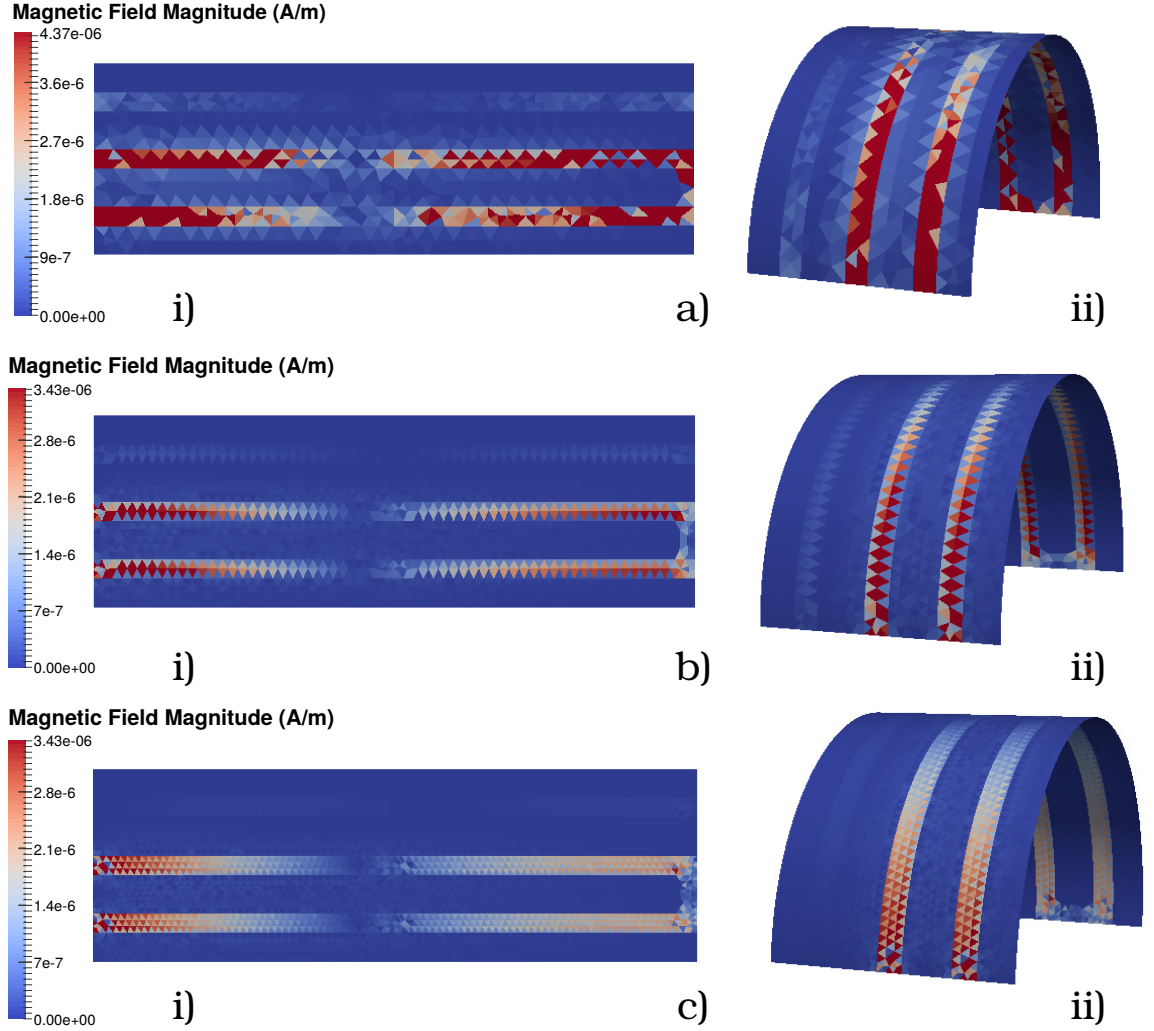 Magnetic Field Magnitude (A/m)
4.37e-06
3.6e-6
2.7e-6
1.8e-6
9e-7
0.00e+00
i)
a)
ii)
Magnetic Field Magnitude (A/m)
3.43e-06
2.8e-6
2.1e-6
1.4e-6
7e-7
0.00e+00
i)
b)
ii)
Magnetic Field Magnitude (A/m)
3.43e-06
2.8e-6
2.1e-6
1.4e-6
7e-7
0.00e+00
i)
c)
ii)